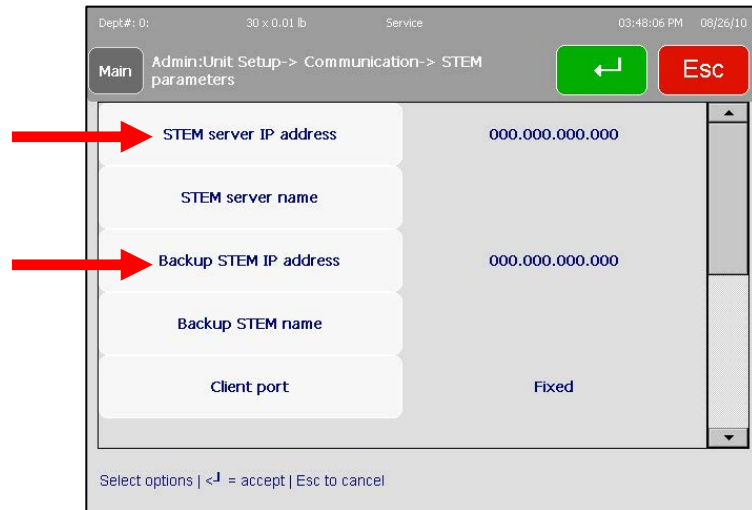 Dept#: 0: 30 x 0.01 lb Service 03:48:06 PM 08/26/10
Main Admin:Unit Setup-> Communication-> STEM
parameters
Esc
STEM server IP address 000.000.000.000
STEM server name
Backup STEM IP address 000.000.000.000
Backup STEM name
Client port Fixed
Select options | <┘ = accept | Esc to cancel